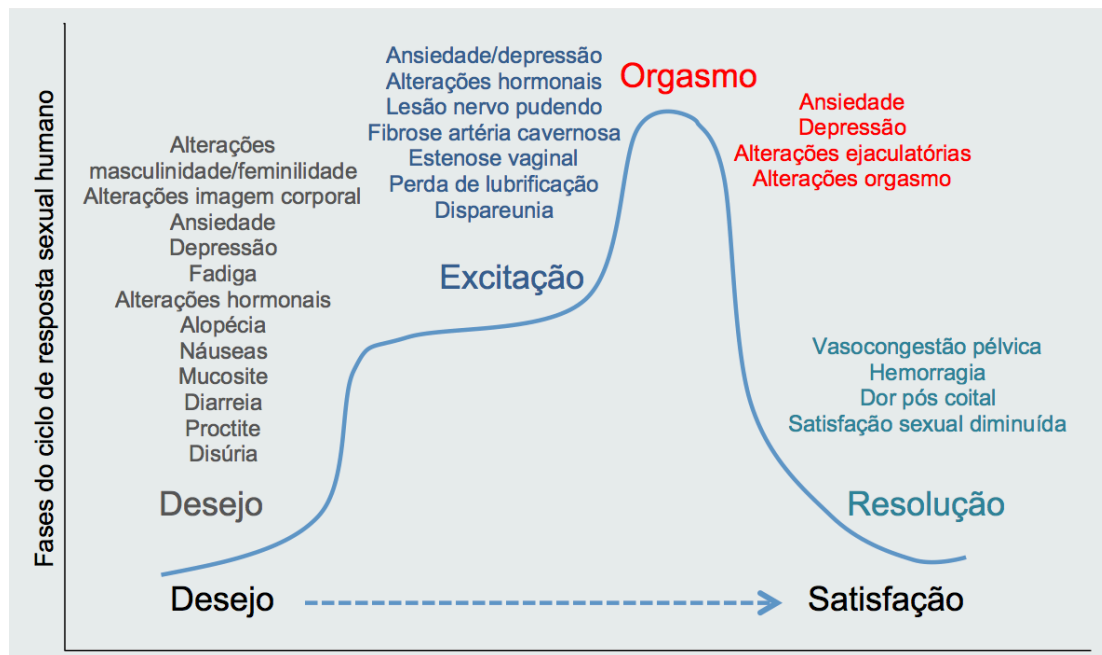 Fases do ciclo de resposta sexual humano
Alterações
masculinidade/feminilidade
Alterações imagem corporal
Ansiedade
Depressão
Fadiga
Alterações hormonais
Alopécia
Náuseas
Mucosite
Diarreia
Proctite
Disúria
Desejo
Ansiedade/depressão
Alterações hormonais
Lesão nervo pudendo
Fibrose artéria cavernosa
Estenose vaginal
Perda de lubrificação
Dispareunia
Excitação
Orgasmo
Ansiedade
Depressão
Alterações ejaculatórias
Alterações orgasmo
Vasocongestão pélvica
Hemorragia
Dor pós coital
Satisfação sexual diminuída
Resolução
Desejo
Satisfação